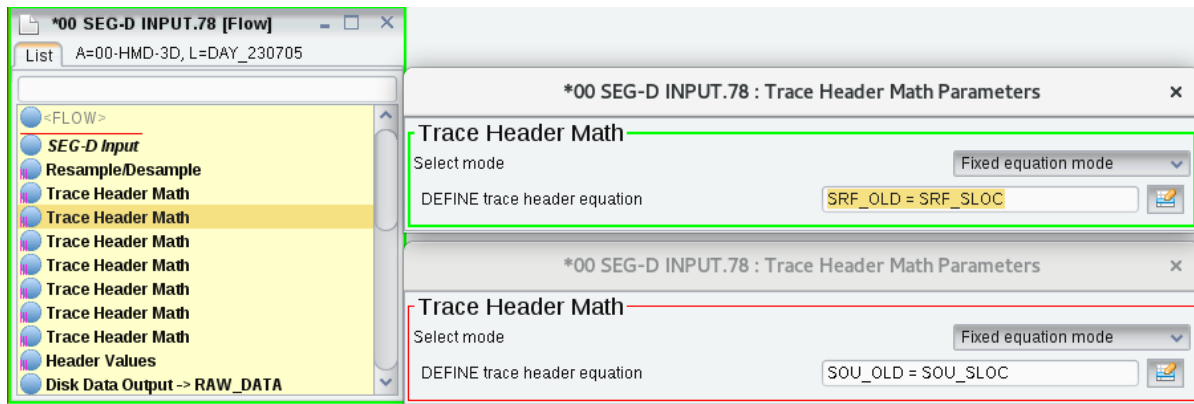 *00 SEG-D INPUT.78 [Flow]
List A=00-HMD-3D, L=DAY_230705
<FLOW>
SEG-D Input
Resample/Desample
Trace Header Math
Trace Header Math
Trace Header Math
Trace Header Math
Trace Header Math
Trace Header Math
Trace Header Math
Header Values
Disk Data Output -> RAW_DATA
*00 SEG-D INPUT.78 : Trace Header Math Parameters
Trace Header Math
Select mode Fixed equation mode
DEFINE trace header equation SRF_OLD = SRF_SLOC
*00 SEG-D INPUT.78 : Trace Header Math Parameters
Trace Header Math
Select mode Fixed equation mode
DEFINE trace header equation SOU_OLD = SOU_SLOC